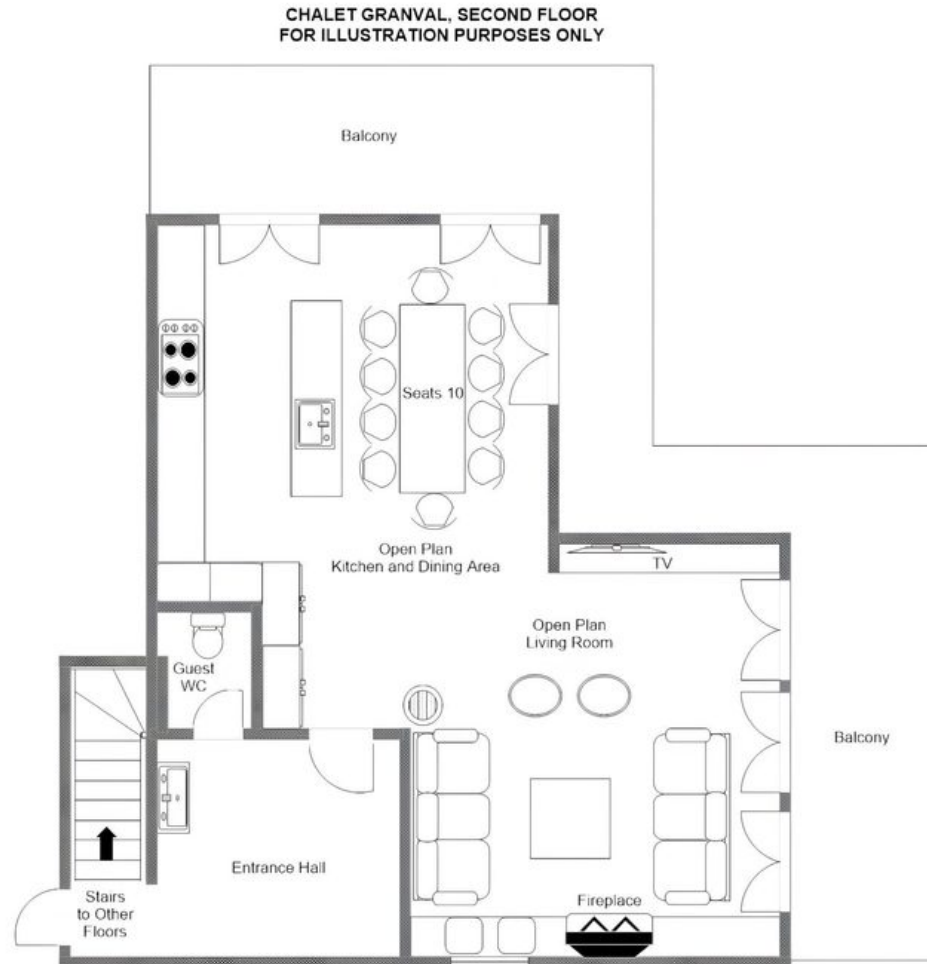 CHALET GRANVAL, SECOND FLOOR
FOR ILLUSTRATION PURPOSES ONLY
Balcony
Seats 10
Open Plan
Kitchen and Dining Area
TV
Open Plan
Living Room
Guest
WC
Balcony
Entrance Hall
Stairs
to Other
Floors
Fireplace